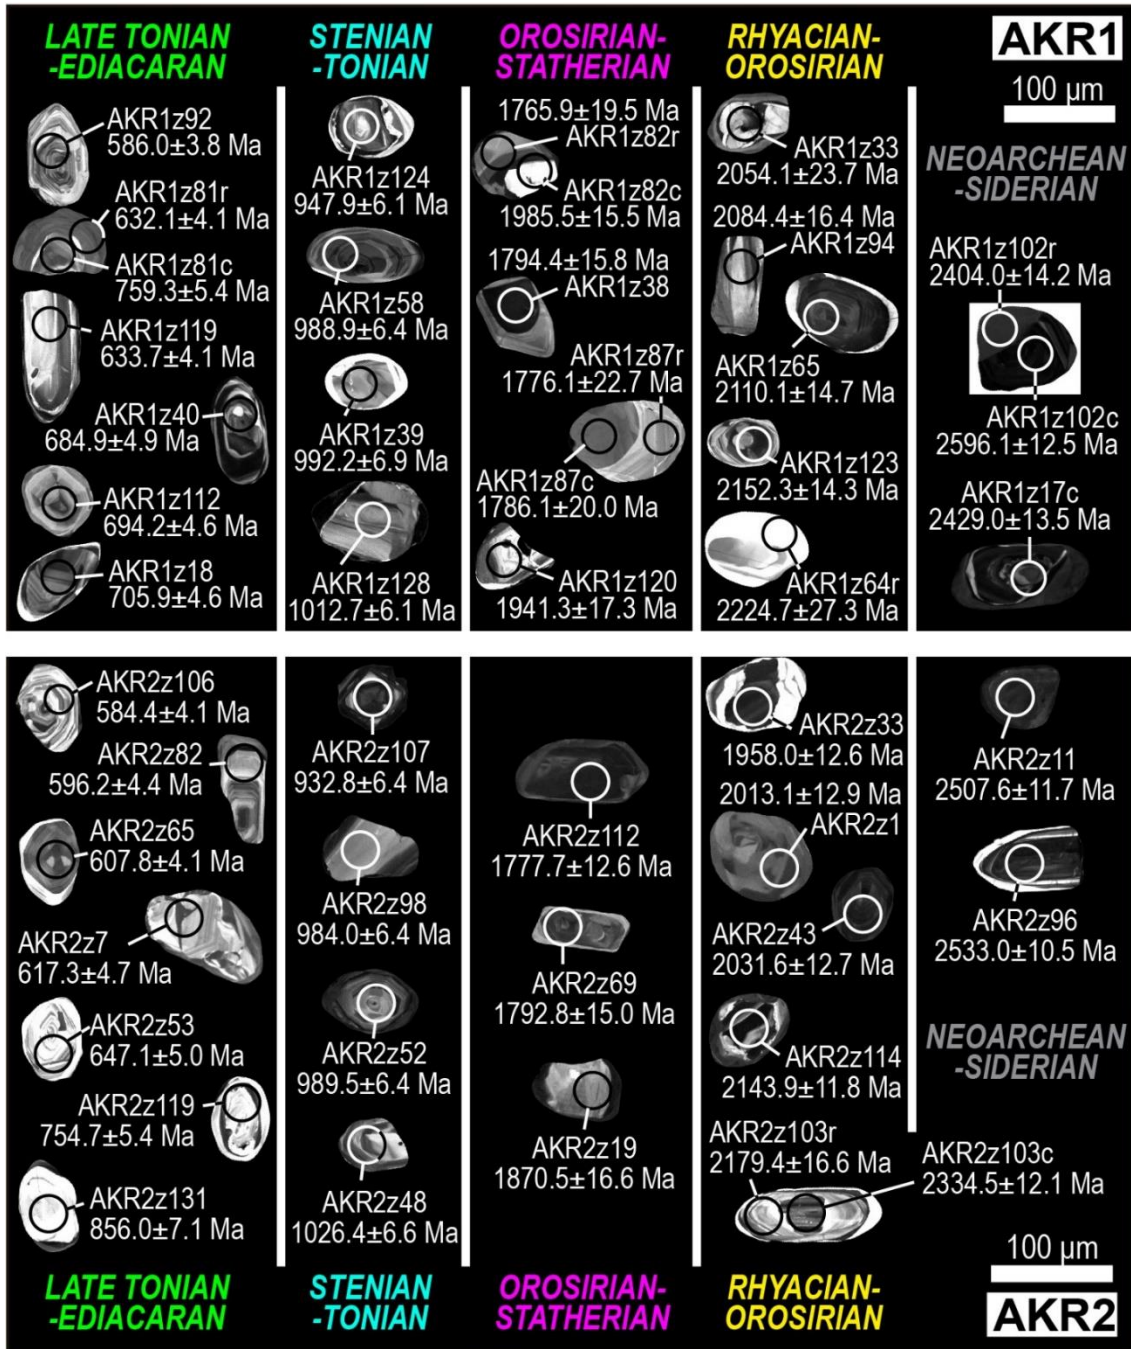 LATE TONIAN
-EDIACARAN
STENIAN
-TONIAN
OROSIRIAN-
STATHERIAN
RHYACIAN-
OROSIRIAN
AKR1
100 µm
AKR1z92
586.0±3.8 Ma
AKR1z81r
632.1±4.1 Ma
AKR1z81c
759.3±5.4 Ma
AKR1z119
633.7±4.1 Ma
AKR1z40
684.9±4.9 Ma
AKR1z112
694.2±4.6 Ma
AKR1z18
705.9±4.6 Ma
AKR1z124
947.9±6.1 Ma
AKR1z58
988.9±6.4 Ma
AKR1z39
992.2±6.9 Ma
AKR1z128
1012.7±6.1 Ma
1765.9±19.5 Ma
AKR1z82r
AKR1z82c
1985.5±15.5 Ma
1794.4±15.8 Ma
AKR1z38
AKR1z87r
1776.1±22.7 Ma
AKR1z87c
1786.1±20.0 Ma
AKR1z120
1941.3±17.3 Ma
AKR1z33
2054.1±23.7 Ma
2084.4±16.4 Ma
AKR1z94
AKR1z65
2110.1±14.7 Ma
AKR1z123
2152.3±14.3 Ma
AKR1z64r
2224.7±27.3 Ma
NEOARCHEAN
-SIDERIAN
AKR1z102r
2404.0±14.2 Ma
AKR1z102c
2596.1±12.5 Ma
AKR1z17c
2429.0±13.5 Ma
AKR2z106
584.4±4.1 Ma
AKR2z82
596.2±4.4 Ma
AKR2z65
607.8±4.1 Ma
AKR2z7
617.3±4.7 Ma
AKR2z53
647.1±5.0 Ma
AKR2z119
754.7±5.4 Ma
AKR2z131
856.0±7.1 Ma
AKR2z107
932.8±6.4 Ma
AKR2z98
984.0±6.4 Ma
AKR2z52
989.5±6.4 Ma
AKR2z48
1026.4±6.6 Ma
AKR2z112
1777.7±12.6 Ma
AKR2z69
1792.8±15.0 Ma
AKR2z19
1870.5±16.6 Ma
AKR2z33
1958.0±12.6 Ma
2013.1±12.9 Ma
AKR2z1
AKR2z43
2031.6±12.7 Ma
AKR2z114
2143.9±11.8 Ma
AKR2z103r
2179.4±16.6 Ma
AKR2z11
2507.6±11.7 Ma
AKR2z96
2533.0±10.5 Ma
NEOARCHEAN
-SIDERIAN
AKR2z103c
2334.5±12.1 Ma
100 µm
LATE TONIAN
-EDIACARAN
STENIAN
-TONIAN
OROSIRIAN-
STATHERIAN
RHYACIAN-
OROSIRIAN
AKR2